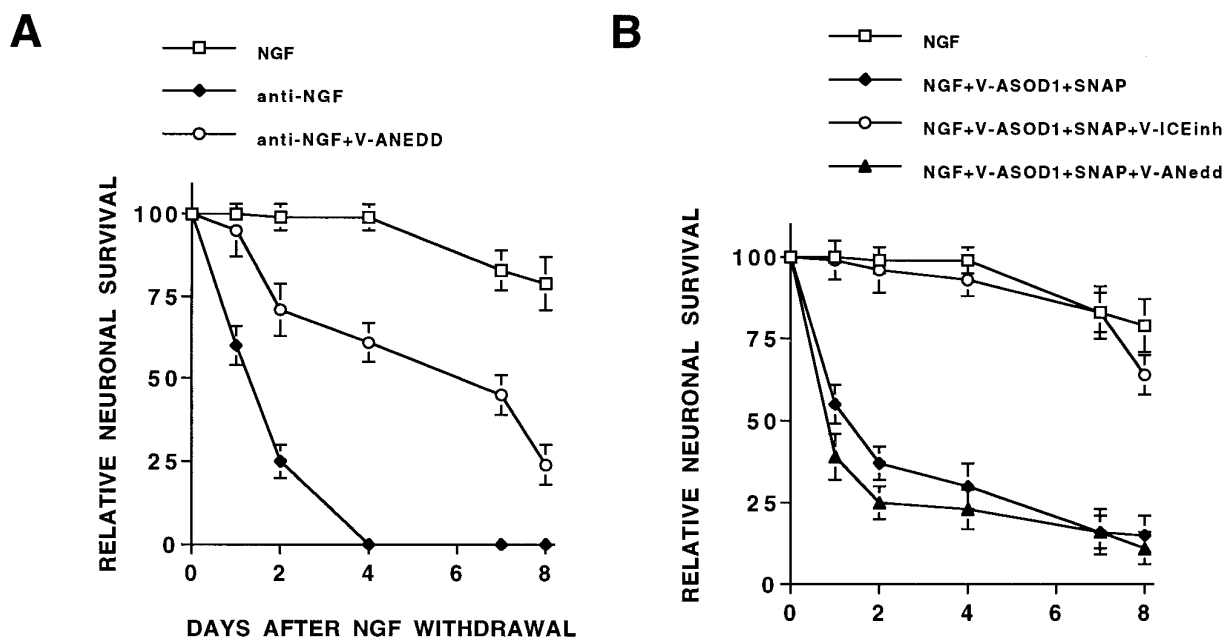 A
NGF
anti-NGF
anti-NGF+V-ANEDD
RELATIVE NEURONAL SURVIVAL
100
75
50
25
0
0 2 4 6 8
DAYS AFTER NGF WITHDRAWAL
B
NGF
NGF+V-ASOD1+SNAP
NGF+V-ASOD1+SNAP+V-ICEinh
NGF+V-ASOD1+SNAP+V-ANedd
RELATIVE NEURONAL SURVIVAL
100
75
50
25
0
0 2 4 6 8